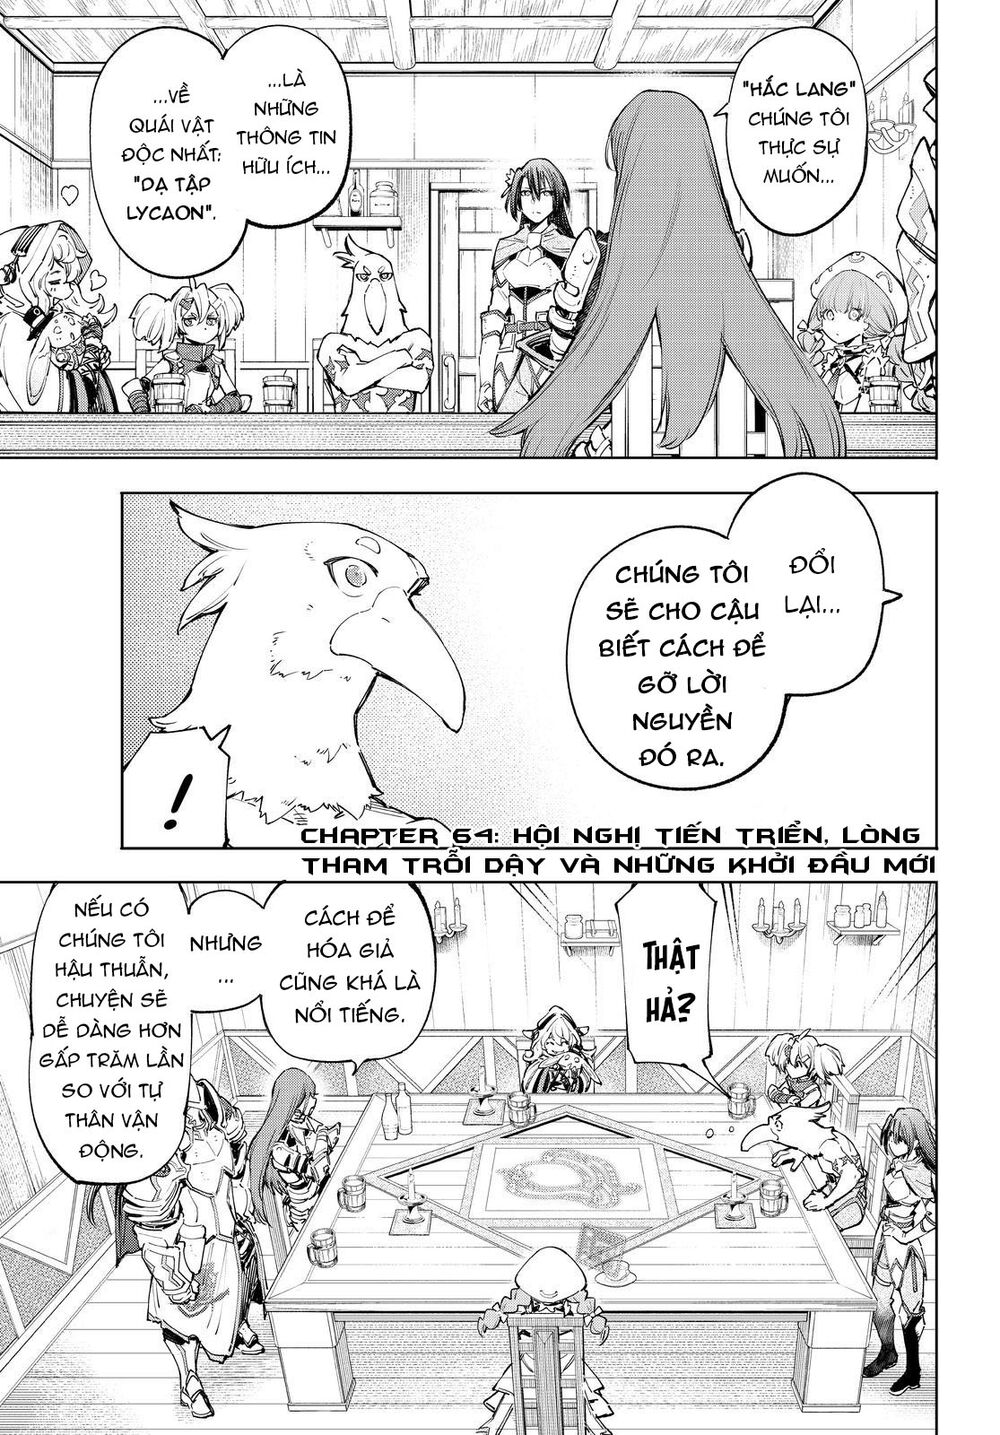 "HẮC LANG"
CHÚNG TÔI
THỰC SỰ
MUỐN...
...LÀ
NHỮNG
THÔNG TIN
HỮU ÍCH...
...VỀ
QUÁI VẬT
ĐỘC NHẤT:
"DẠ TẬP
LYCAON".
ĐỔI
LẠI...
CHÚNG TÔI
SẼ CHO CẬU
BIẾT CÁCH ĐỂ
GỠ LỜI
NGUYỀN
ĐÓ RA.
!
CHAPTER 64: HỘI NGHỊ TIẾN TRIỂN, LÒNG
THAM TRỖI DẬY VÀ NHỮNG KHỞI ĐẦU MỚI
THẬT
HẢ?
CÁCH ĐỂ
HÓA GIẢ
CŨNG KHÁ LÀ
NỔI TIẾNG.
NHƯNG
...
NẾU CÓ
CHÚNG TÔI
HẬU THUẪN,
CHUYỆN SẼ
DỄ DÀNG HƠN
GẤP TRĂM LẦN
SO VỚI TỰ
THÂN VẬN
ĐỘNG.